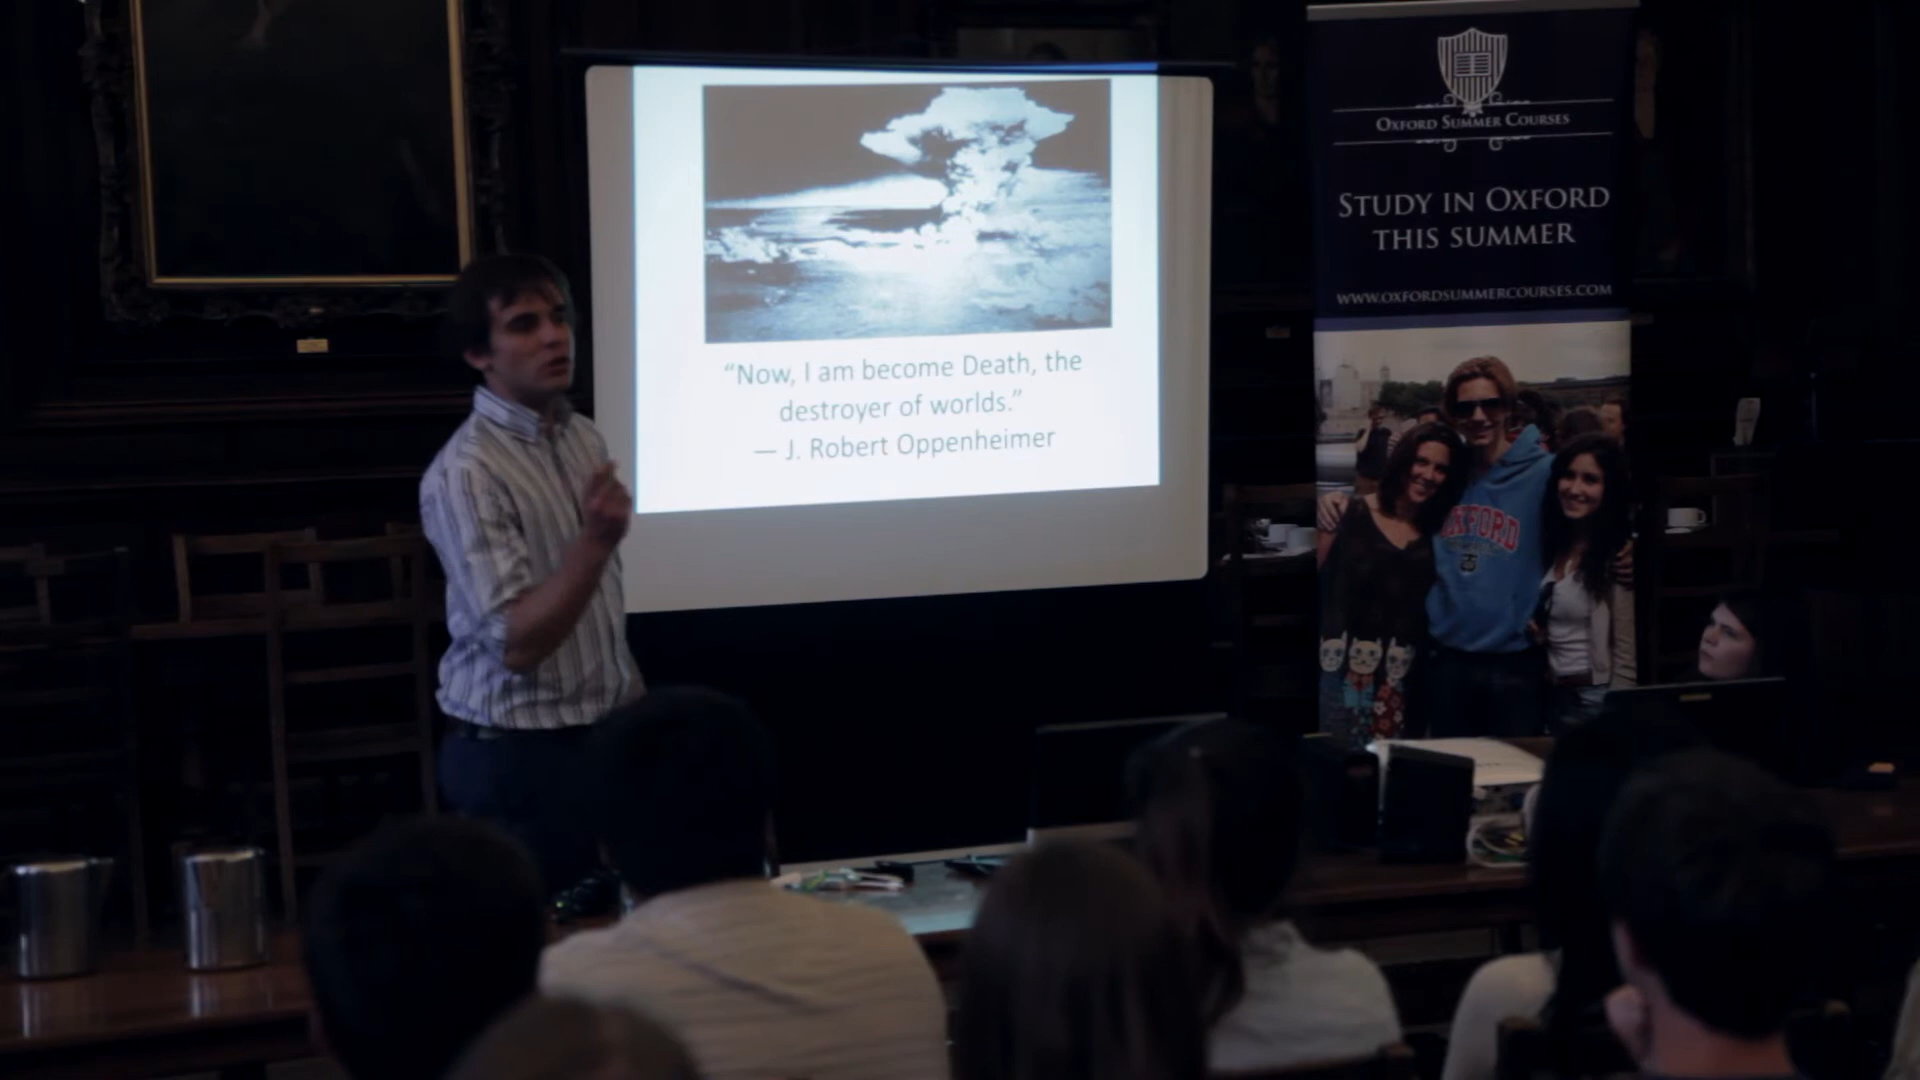 “Now, I am become Death, the
destroyer of worlds.”
— J. Robert Oppenheimer
OXFORD SUMMER COURSES
STUDY IN OXFORD
THIS SUMMER
WWW.OXFORDSUMMERCOURSES.COM
OXFORD